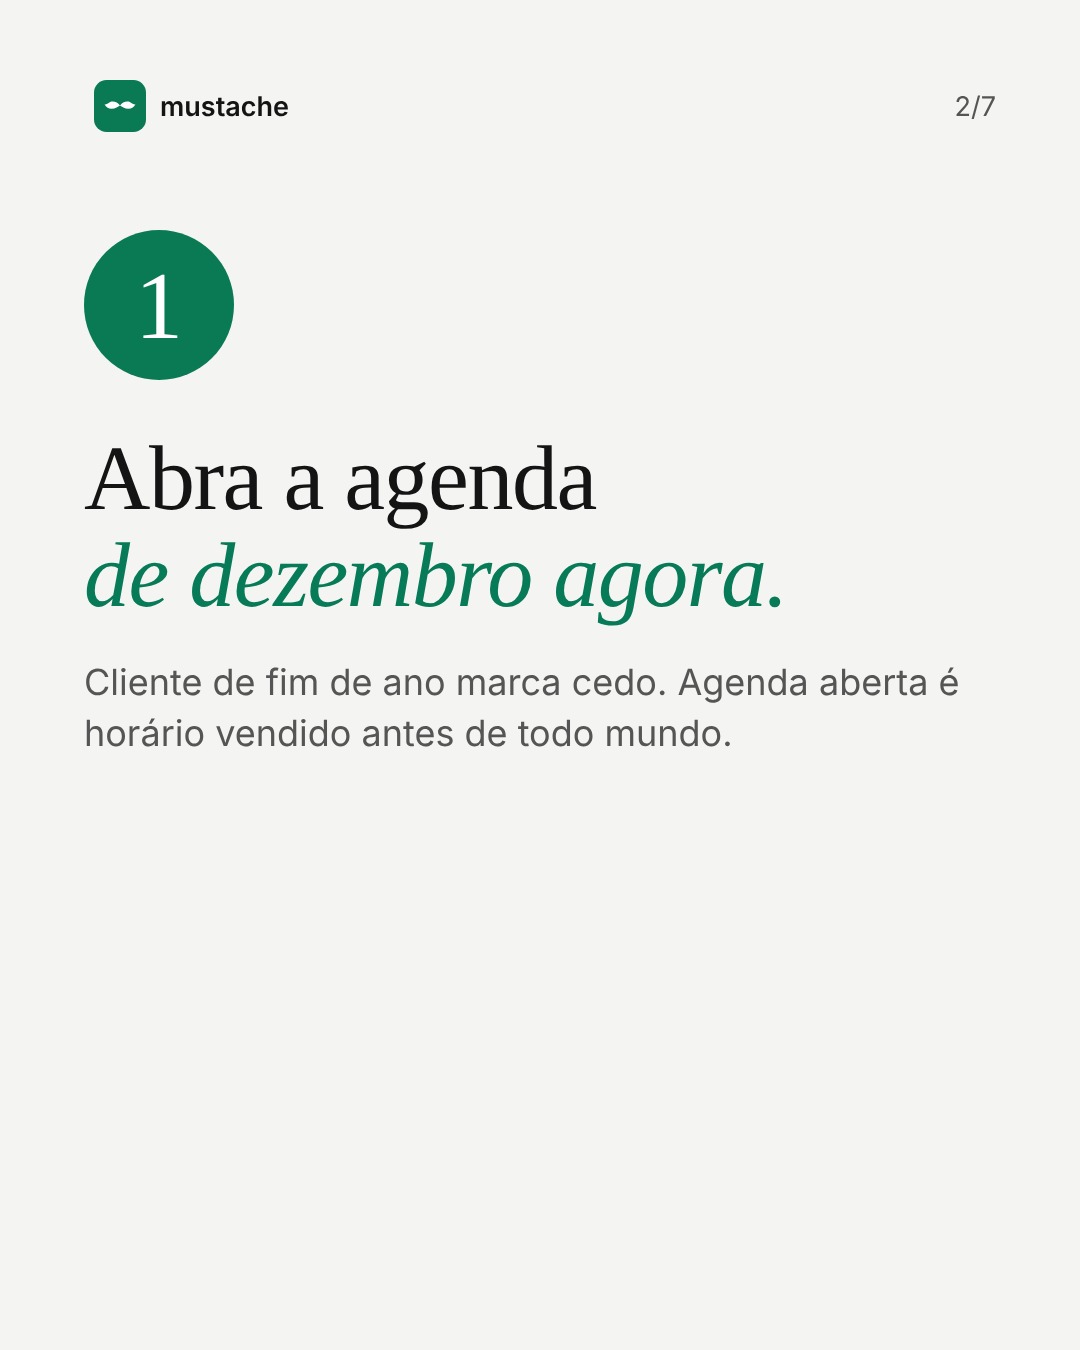 mustache
2/7
1
Abra a agenda
de dezembro agora.
Cliente de fim de ano marca cedo. Agenda aberta é
horário vendido antes de todo mundo.